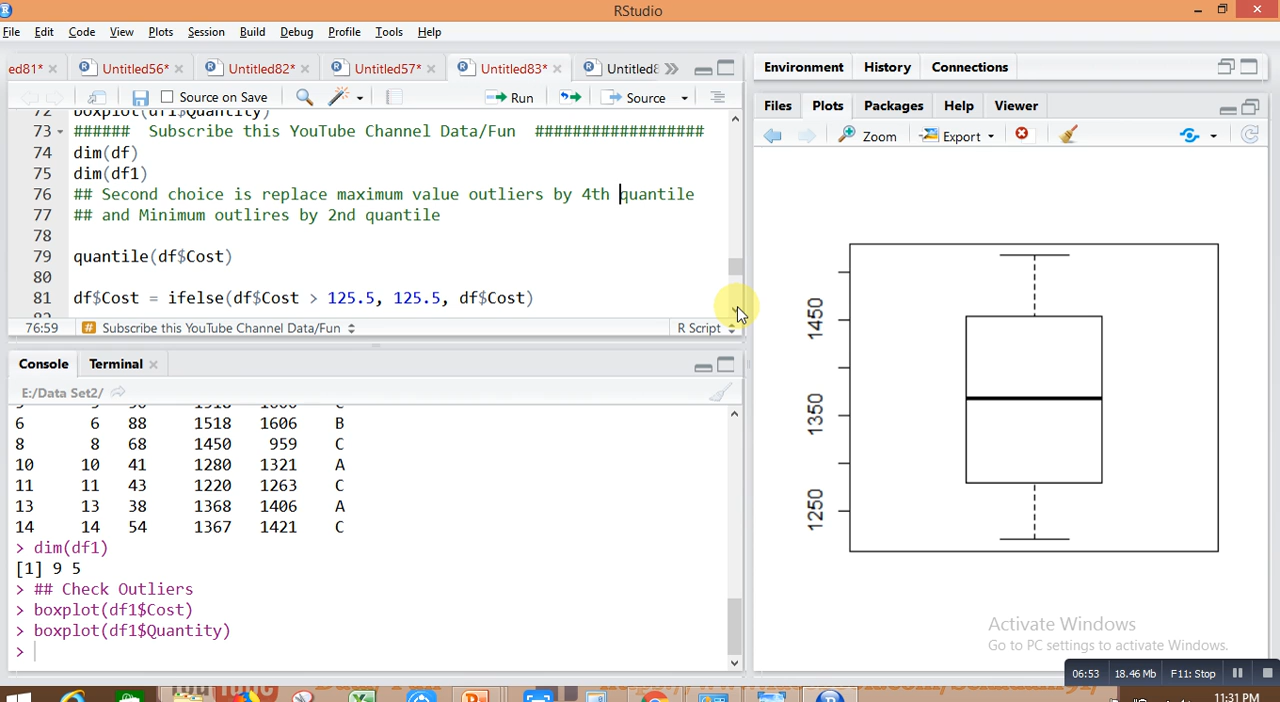 RStudio
File Edit Code View Plots Session Build Debug Profile Tools Help
ed81* Untitled56* Untitled82* Untitled57* Untitled83* Untitled8
Source on Save Run Source
73 ###### Subscribe this YouTube Channel Data/Fun ##################
74 dim(df)
75 dim(df1)
76 ## Second choice is replace maximum value outliers by 4th quantile
77 ## and Minimum outlires by 2nd quantile
78
79 quantile(df$Cost)
80
81 df$Cost = ifelse(df$Cost > 125.5, 125.5, df$Cost)
76:59 # Subscribe this YouTube Channel Data/Fun R Script
Console Terminal
E:/Data Set2/
6 6 88 1518 1606 B
8 8 68 1450 959 C
10 10 41 1280 1321 A
11 11 43 1220 1263 C
13 13 38 1368 1406 A
14 14 54 1367 1421 C
> dim(df1)
[1] 9 5
> ## Check Outliers
> boxplot(df1$Cost)
> boxplot(df1$Quantity)
>
Environment History Connections
Files Plots Packages Help Viewer
Zoom Export
1450
1350
1250
Activate Windows
Go to PC settings to activate Windows.
06:53 18.46 MB F11: Stop
11:31 PM